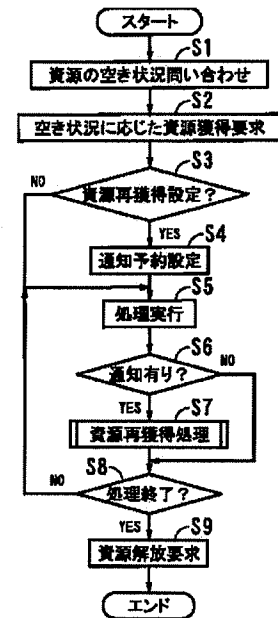 スタート
S1
資源の空き状況問い合わせ
S2
空き状況に応じた資源獲得要求
S3
NO
資源再獲得設定?
YES
S4
通知予約設定
S5
処理実行
S6
通知有り?
NO
YES
S7
資源再獲得処理
S8
NO
処理終了?
YES
S9
資源解放要求
エンド